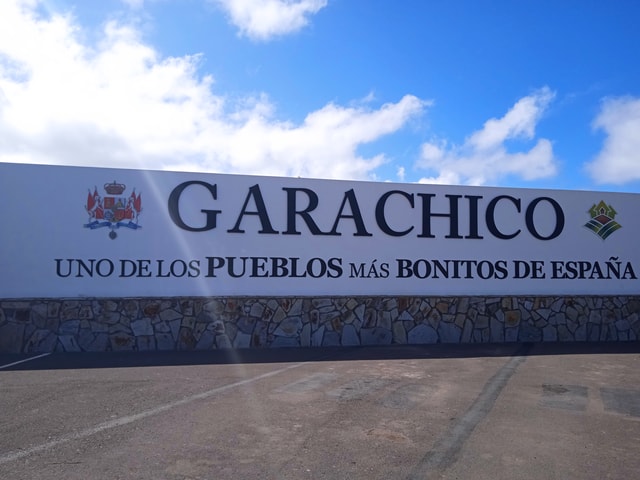 GARACHICO
UNO DE LOS PUEBLOS MÁS BONITOS DE ESPAÑA